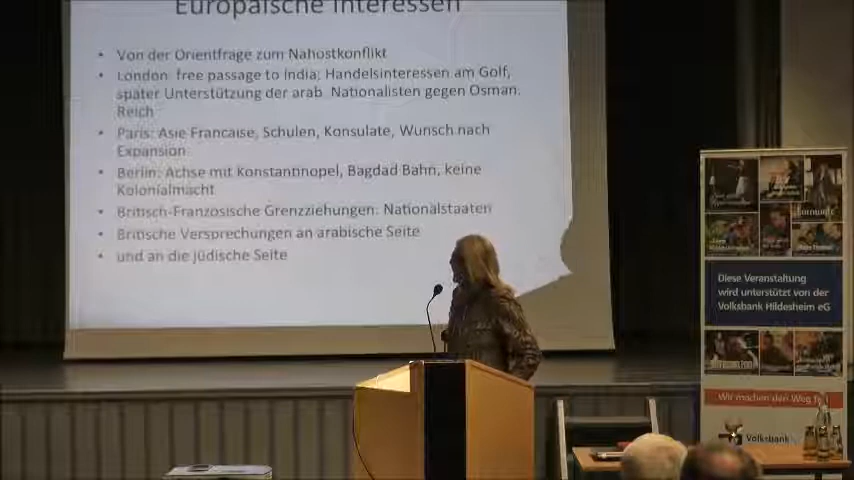 Europäische Interessen
• Von der Orientfrage zum Nahostkonflikt
• London: free passage to India; Handelsinteressen am Golf,
später Unterstützung der arab. Nationalisten gegen Osman.
Reich
• Paris: Asie Francaise, Schulen, Konsulate, Wunsch nach
Expansion
• Berlin: Achse mit Konstantinopel, Bagdad Bahn, keine
Kolonialmacht
• Britisch-Französische Grenzziehungen: Nationalstaaten
• Britische Versprechungen an arabische Seite
• und an die jüdische Seite
Diese Veranstaltung
wird unterstützt von der
Volksbank Hildesheim eG
Wir machen den Weg
Volksbank